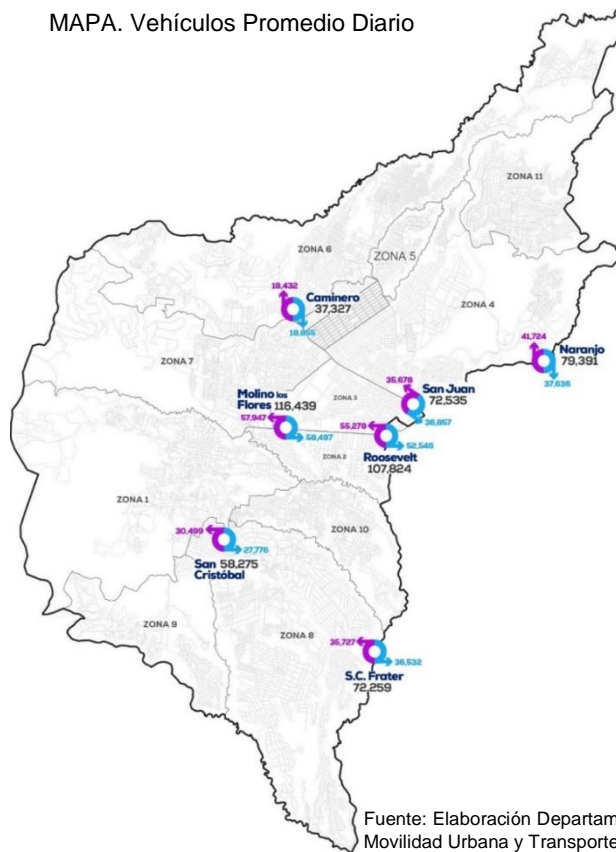 MAPA. Vehículos Promedio Diario
ZONA 11
ZONA 6
ZONA 5
18,432
Caminero
37,327
18,855
ZONA 4
41,724
Naranjo
79,391
37,636
ZONA 7
35,678
San Juan
72,535
36,857
Molino las
Flores 116,439
ZONA 3
57,947
58,497
55,278
52,546
Roosevelt
107,824
ZONA 2
ZONA 1
ZONA 10
30,499
27,776
San 58,275
Cristóbal
ZONA 9
ZONA 8
35,727
36,532
S.C. Frater
72,259
Fuente: Elaboración Departam
Movilidad Urbana y Transporte